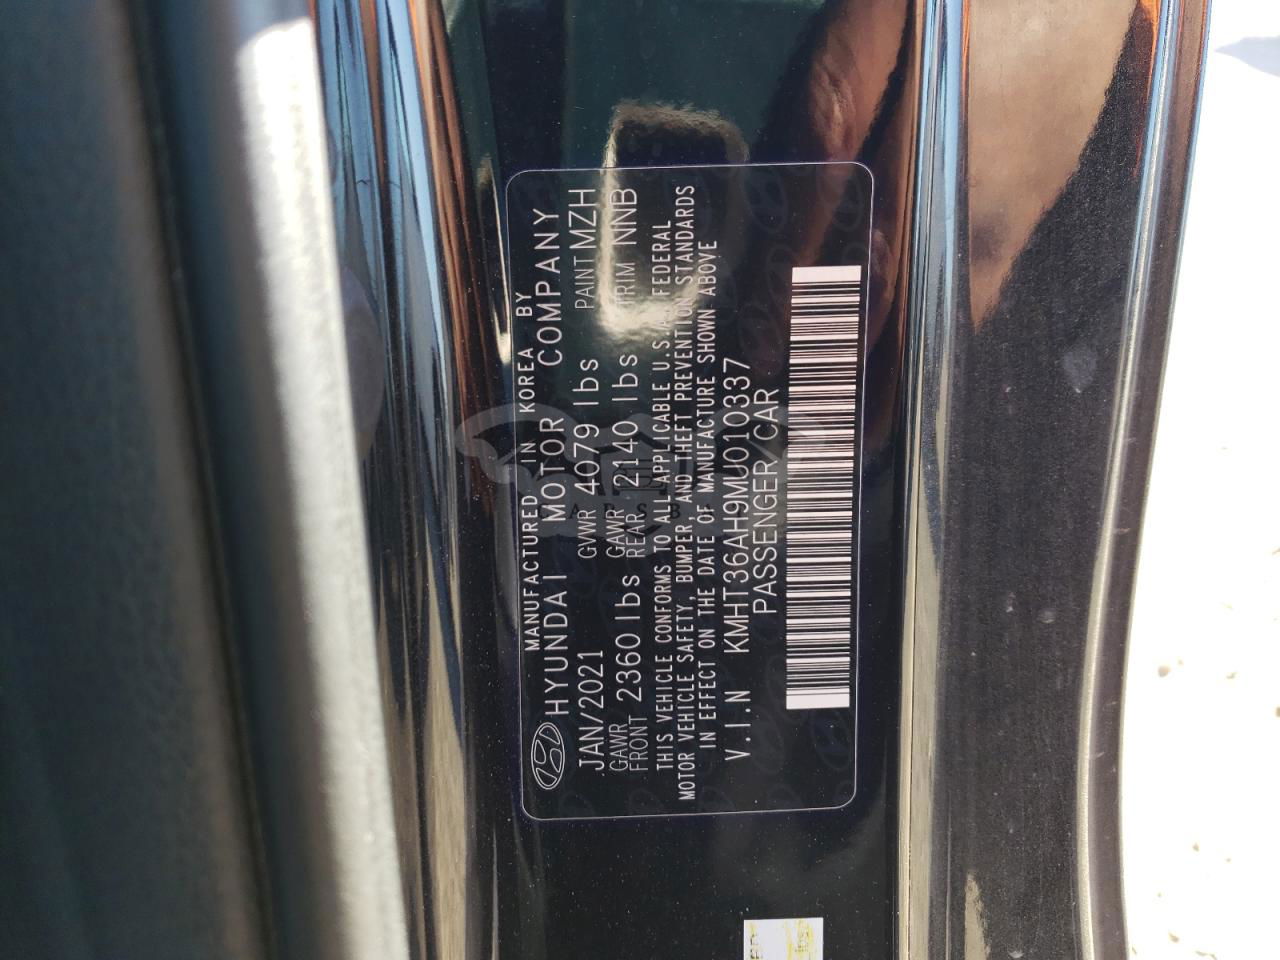 MANUFACTURED IN KOREA BY
HYUNDAI MOTOR COMPANY
JAN/2021 GVWR 4079 lbs PAINT MZH
GAWR FRONT 2360 lbs GAWR REAR 2140 lbs TRIM NNB
THIS VEHICLE CONFORMS TO ALL APPLICABLE U.S.A. FEDERAL
MOTOR VEHICLE SAFETY, BUMPER, AND THEFT PREVENTION STANDARDS
IN EFFECT ON THE DATE OF MANUFACTURE SHOWN ABOVE
V.I.N KMHT36AH9MU010337
PASSENGER/CAR